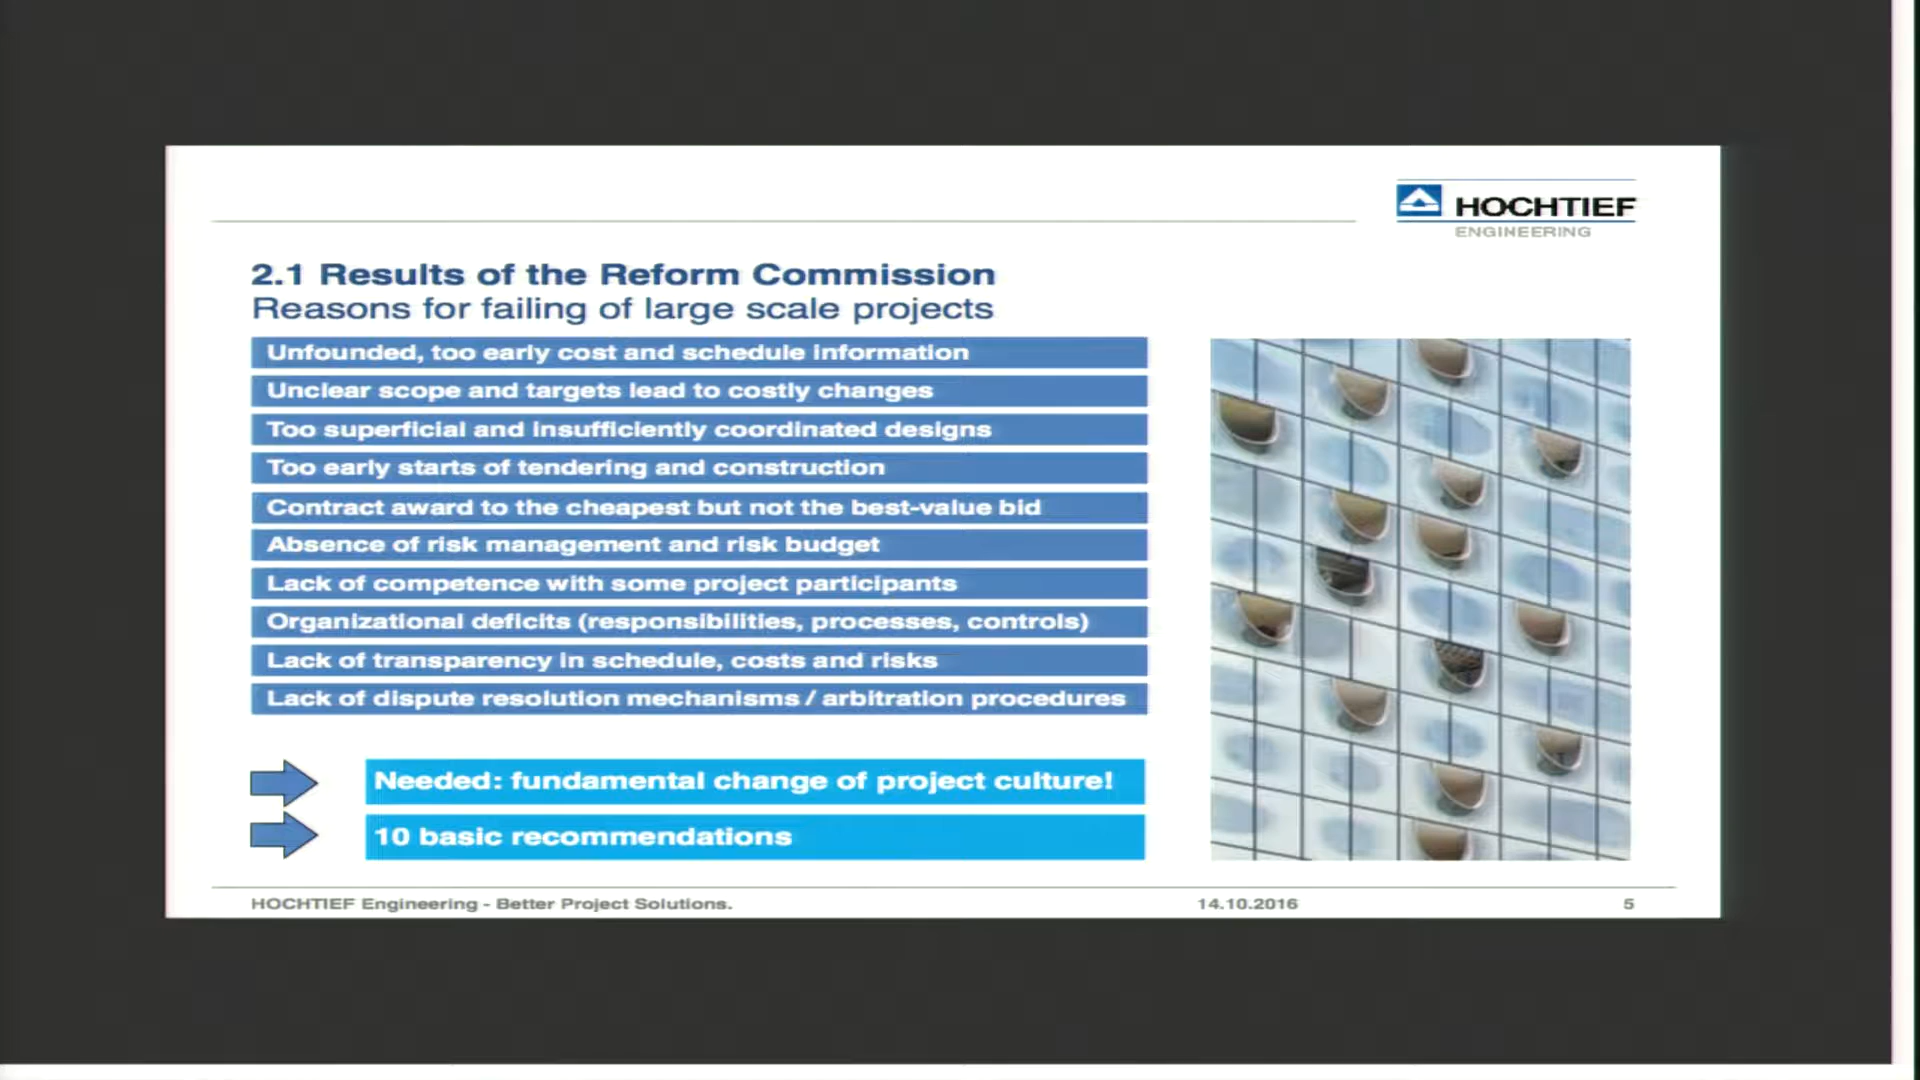 HOCHTIEF
ENGINEERING
2.1 Results of the Reform Commission
Reasons for failing of large scale projects
Unfounded, too early cost and schedule information
Unclear scope and targets lead to costly changes
Too superficial and insufficiently coordinated designs
Too early starts of tendering and construction
Contract award to the cheapest but not the best-value bid
Absence of risk management and risk budget
Lack of competence with some project participants
Organizational deficits (responsibilities, processes, controls)
Lack of transparency in schedule, costs and risks
Lack of dispute resolution mechanisms / arbitration procedures
Needed: fundamental change of project culture!
10 basic recommendations
HOCHTIEF Engineering - Better Project Solutions. 14.10.2016 5